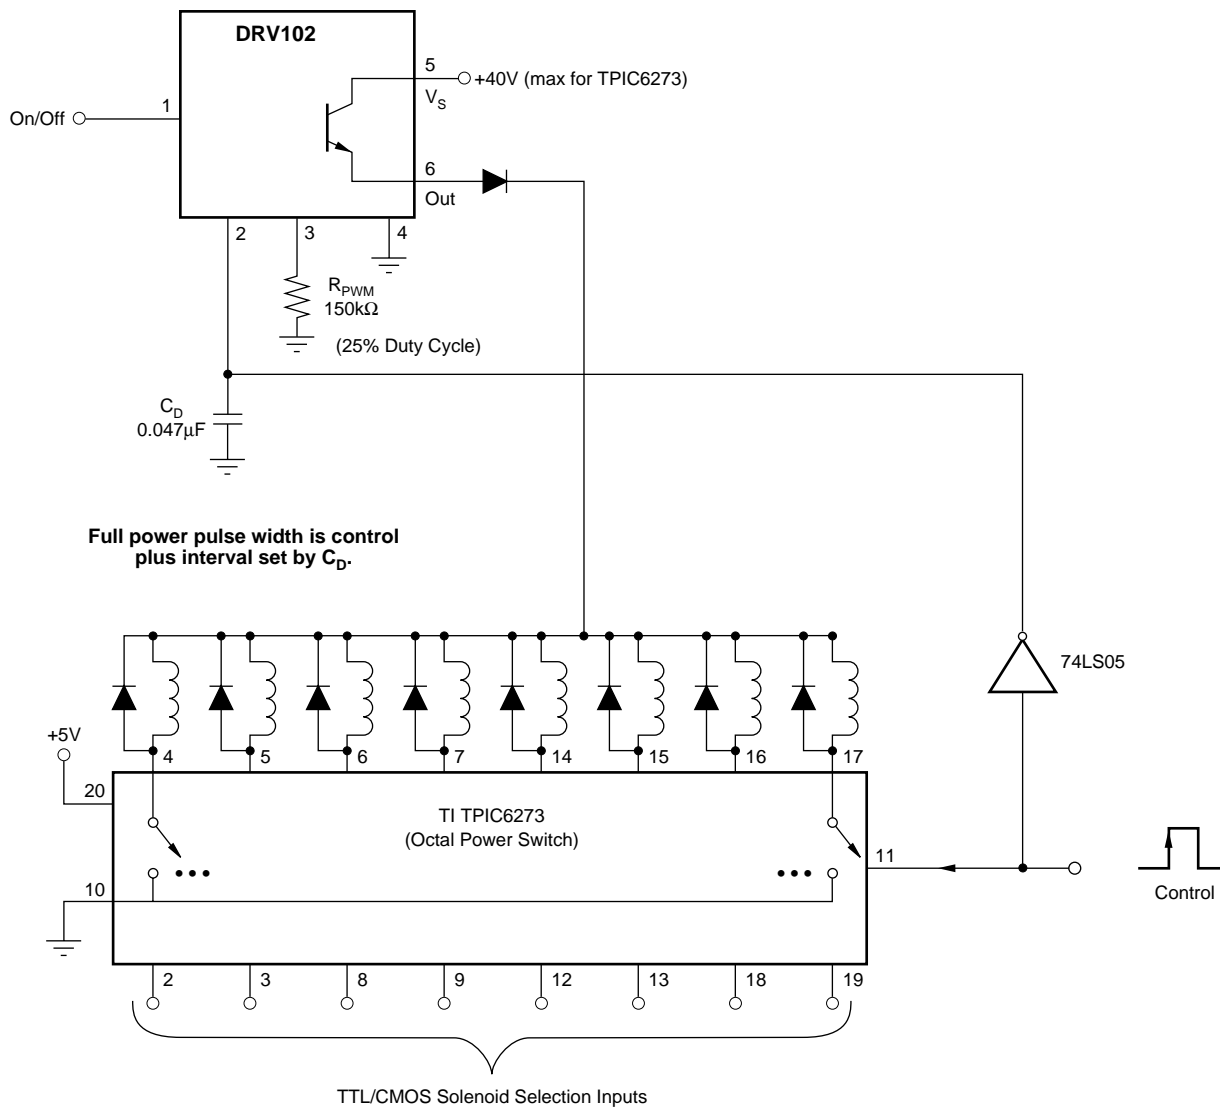 DRV102
5
+40V (max for TPIC6273)
VS
1
On/Off
6
Out
2
3
4
RPWM
150kΩ
(25% Duty Cycle)
CD
0.047µF
Full power pulse width is control
plus interval set by CD.
74LS05
+5V
4
5
6
7
14
15
16
17
20
TI TPIC6273
(Octal Power Switch)
11
10
Control
2
3
8
9
12
13
18
19
TTL/CMOS Solenoid Selection Inputs